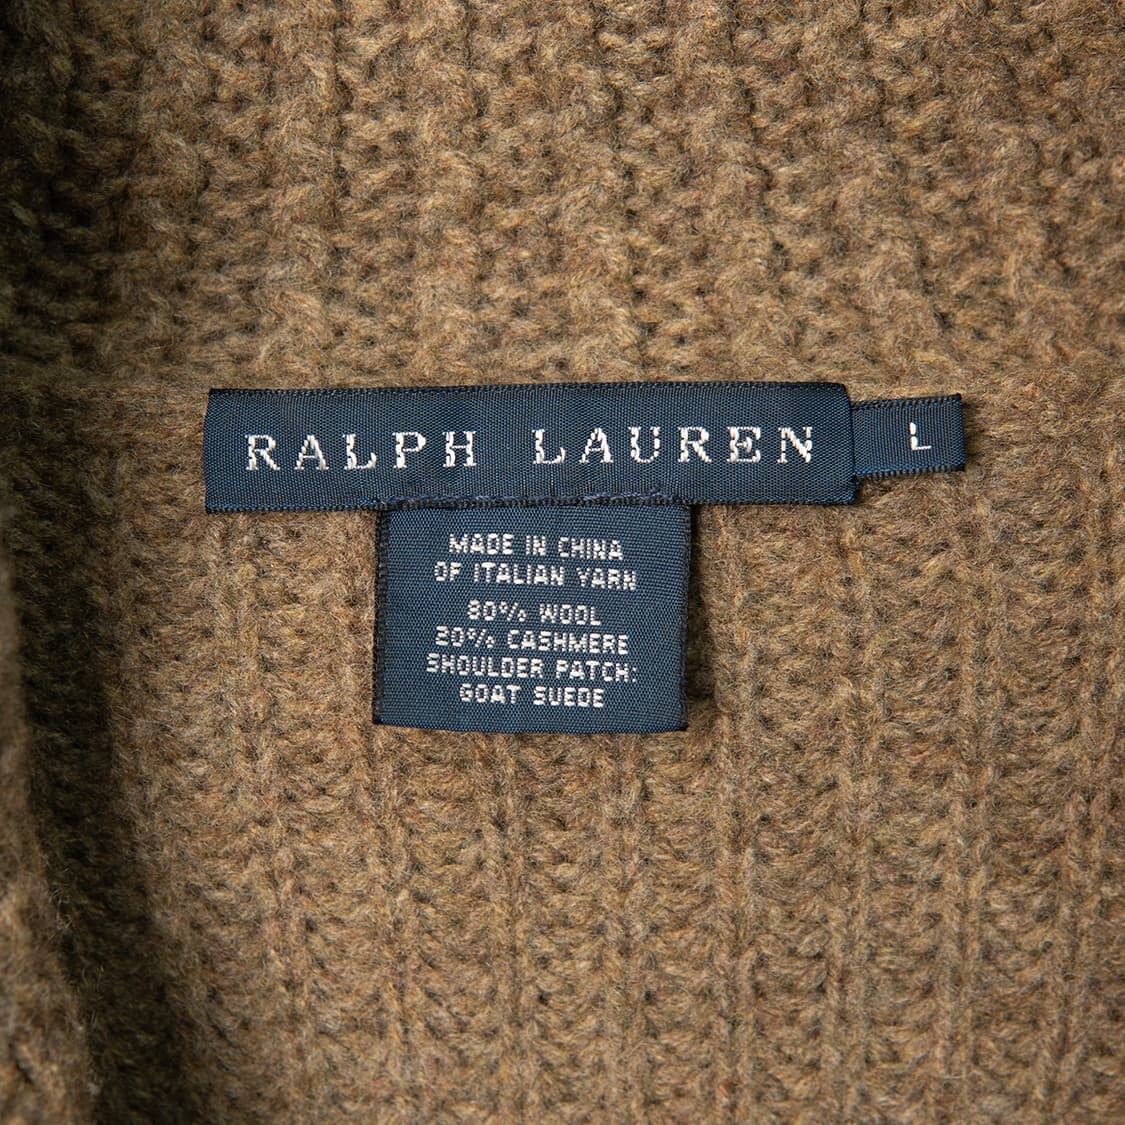 RALPH LAUREN L
MADE IN CHINA
OF ITALIAN YARN
80% WOOL
20% CASHMERE
SHOULDER PATCH:
GOAT SUEDE